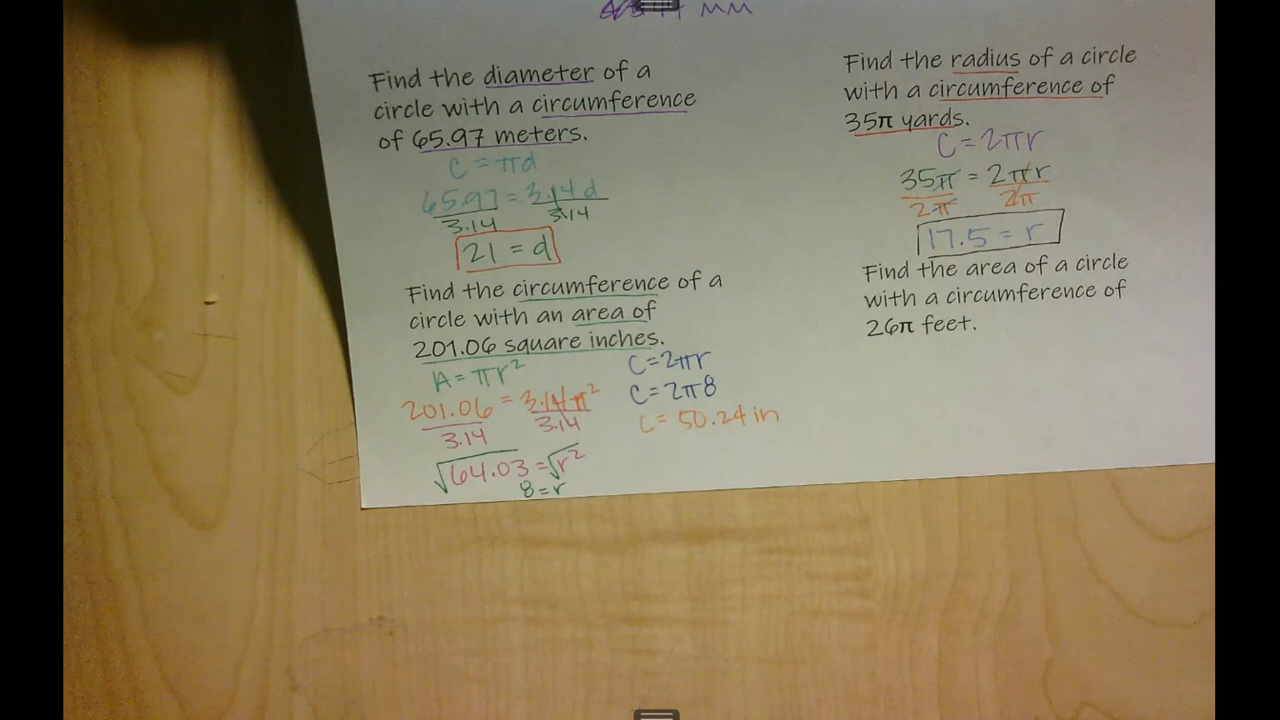 MM
Find the diameter of a
circle with a circumference
of 65.97 meters.
C = πd
65.97 = 3.14 d
3.14 3.14
21 = d
Find the radius of a circle
with a circumference of
35π yards.
C = 2πr
35π = 2πr
2π 2π
17.5 = r
Find the circumference of a
circle with an area of
201.06 square inches.
A = πr²
201.06 = 3.14 r²
3.14 3.14
√64.03 = √r²
8 = r
C = 2πr
C = 2π8
C = 50.24 in
Find the area of a circle
with a circumference of
26π feet.